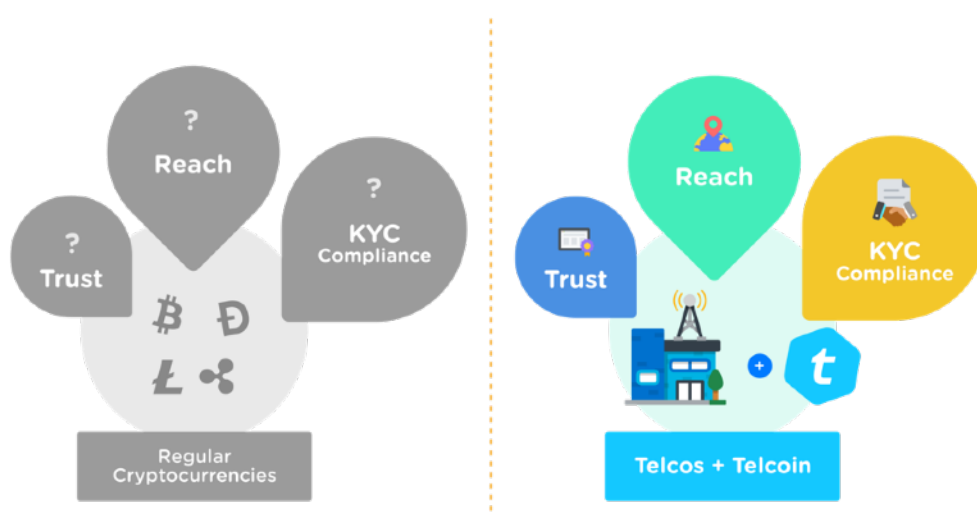 ?
Reach
?
KYC
Compliance
?
Trust
Regular
Cryptocurrencies
Reach
KYC
Compliance
Trust
+
t
Telcos + Telcoin